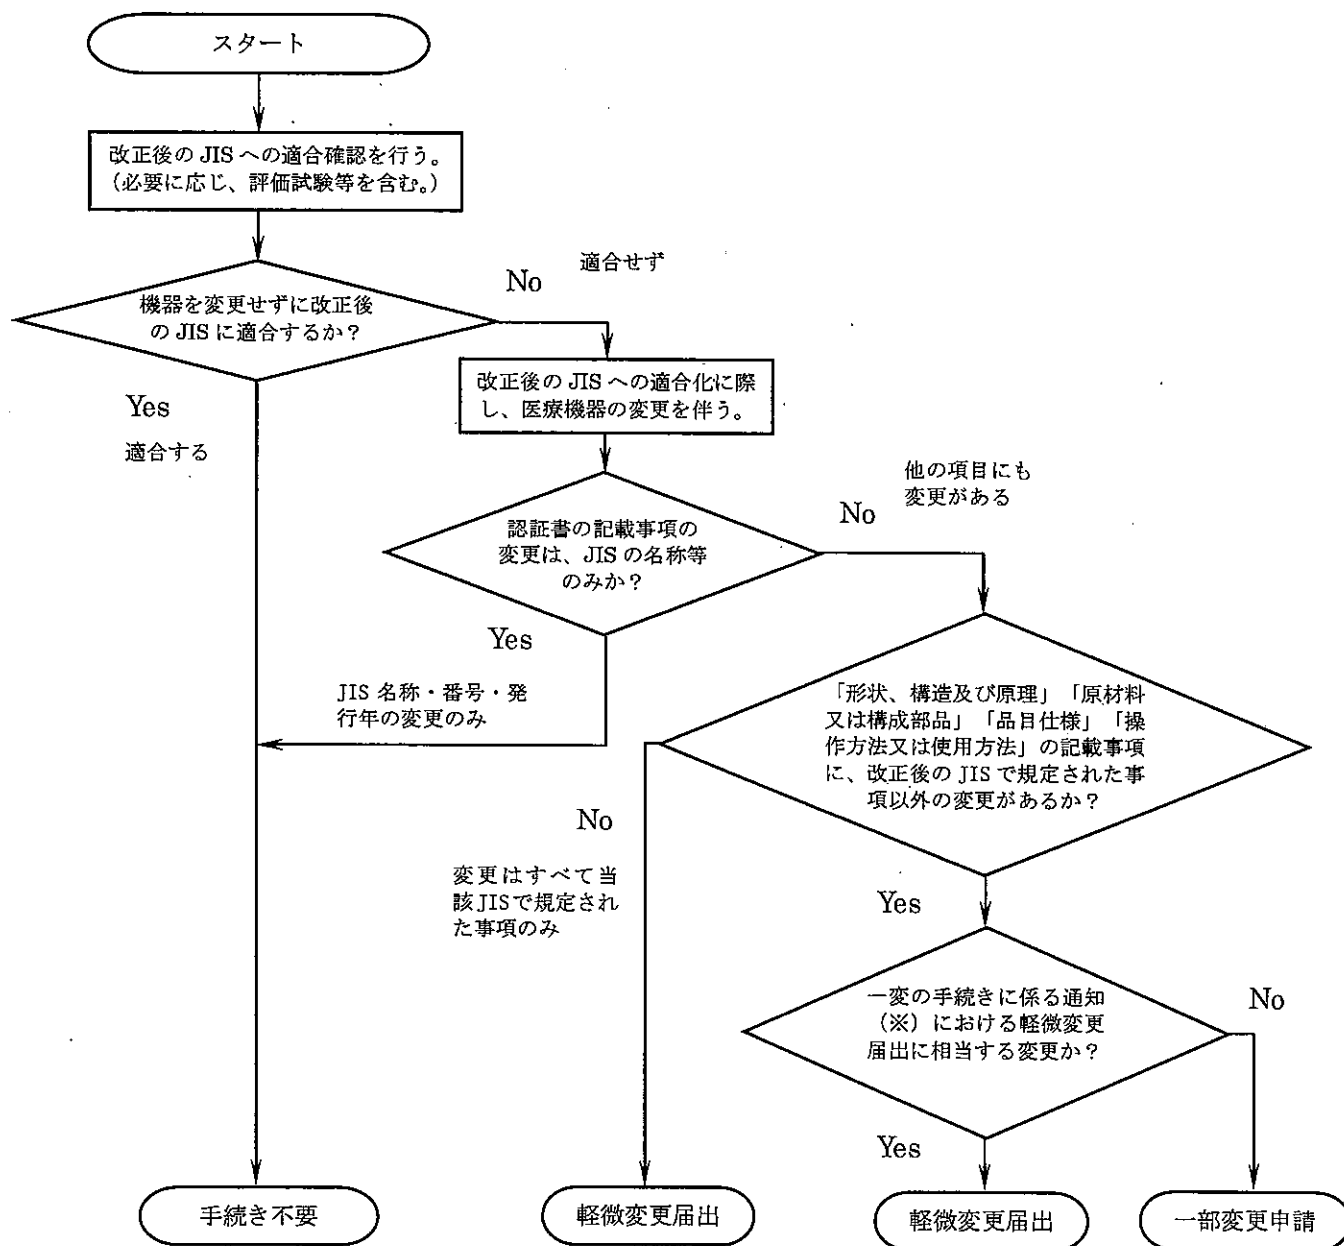 スタート
改正後の JIS への適合確認を行う。
（必要に応じ、評価試験等を含む。）
機器を変更せずに改正後
の JIS に適合するか？
No
適合せず
Yes
適合する
改正後の JIS への適合化に際
し、医療機器の変更を伴う。
認証書の記載事項の
変更は、JIS の名称等
のみか？
No
他の項目にも
変更がある
Yes
JIS 名称・番号・発
行年の変更のみ
「形状、構造及び原理」「原材料
又は構成部品」「品目仕様」「操
作方法又は使用方法」の記載事項
に、改正後の JIS で規定された事
項以外の変更があるか？
No
変更はすべて当
該JISで規定され
た事項のみ
Yes
一変の手続きに係る通知
（※）における軽微変更
届出に相当する変更か？
No
Yes
手続き不要
軽微変更届出
軽微変更届出
一部変更申請